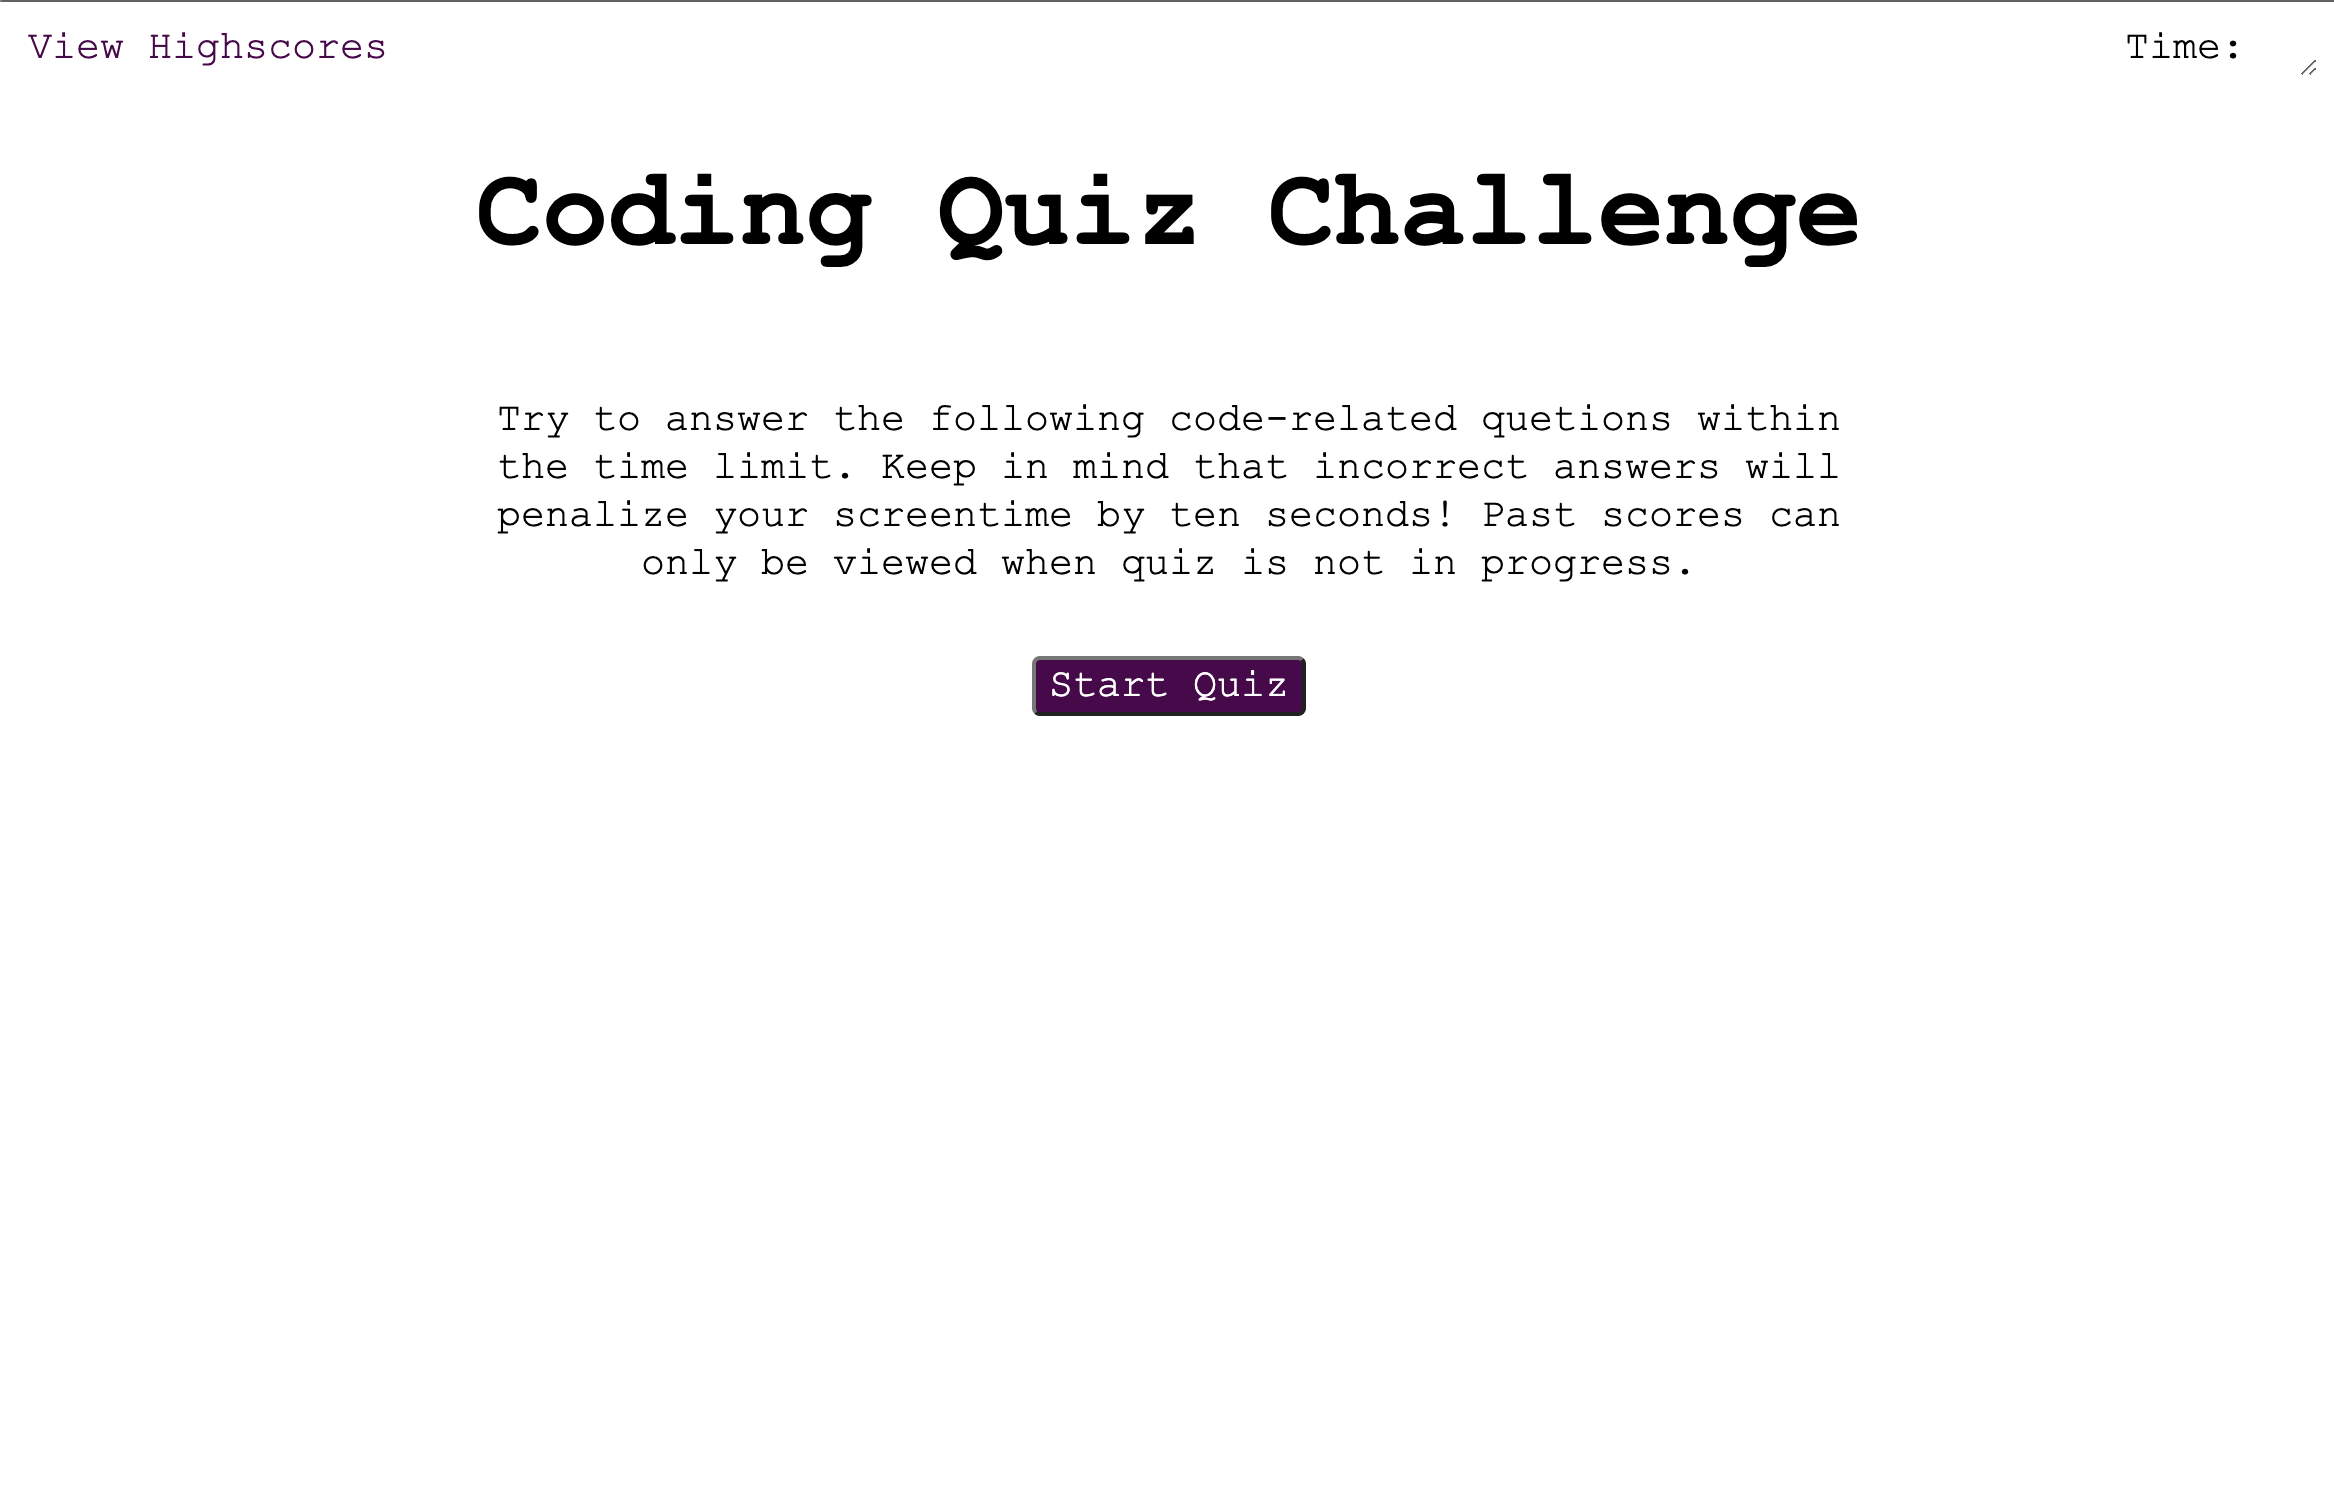 View Highscores
Time:
Coding Quiz Challenge
Try to answer the following code-related quetions within
the time limit. Keep in mind that incorrect answers will
penalize your screentime by ten seconds! Past scores can
only be viewed when quiz is not in progress.
Start Quiz